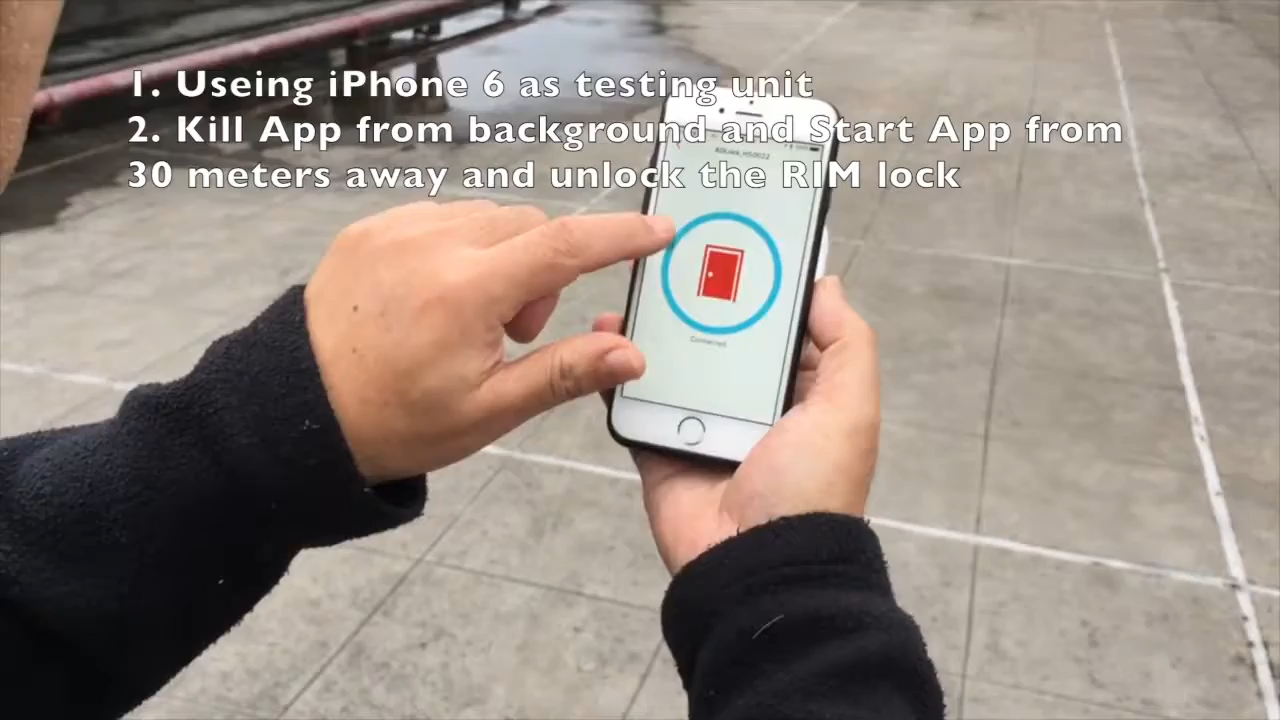 1. Useing iPhone 6 as testing unit
2. Kill App from background and Start App from
30 meters away and unlock the RIM lock
Connected